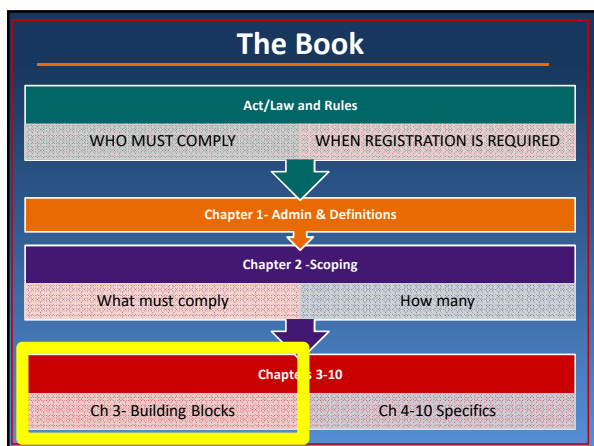 The Book
Act/Law and Rules
WHO MUST COMPLY WHEN REGISTRATION IS REQUIRED
Chapter 1- Admin & Definitions
Chapter 2 -Scoping
What must comply How many
Chapters 3-10
Ch 3- Building Blocks Ch 4-10 Specifics